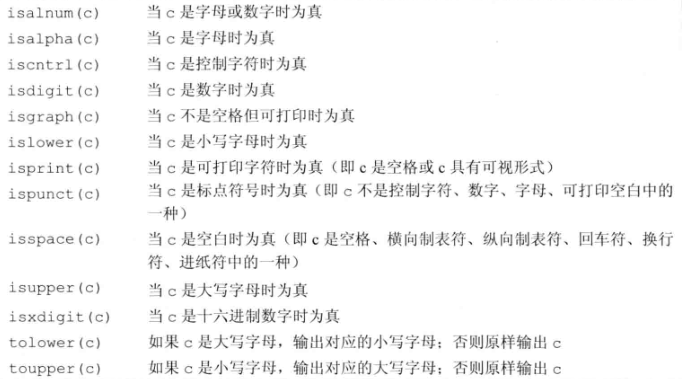 isalnum(c) 当 c 是字母或数字时为真
isalpha(c) 当 c 是字母时为真
iscntrl(c) 当 c 是控制字符时为真
isdigit(c) 当 c 是数字时为真
isgraph(c) 当 c 不是空格但可打印时为真
islower(c) 当 c 是小写字母时为真
isprint(c) 当 c 是可打印字符时为真（即 c 是空格或 c 具有可视形式）
ispunct(c) 当 c 是标点符号时为真（即 c 不是控制字符、数字、字母、可打印空白中的
一种）
isspace(c) 当 c 是空白时为真（即 c 是空格、横向制表符、纵向制表符、回车符、换行
符、进纸符中的一种）
isupper(c) 当 c 是大写字母时为真
isxdigit(c) 当 c 是十六进制数字时为真
tolower(c) 如果 c 是大写字母，输出对应的小写字母；否则原样输出 c
toupper(c) 如果 c 是小写字母，输出对应的大写字母；否则原样输出 c